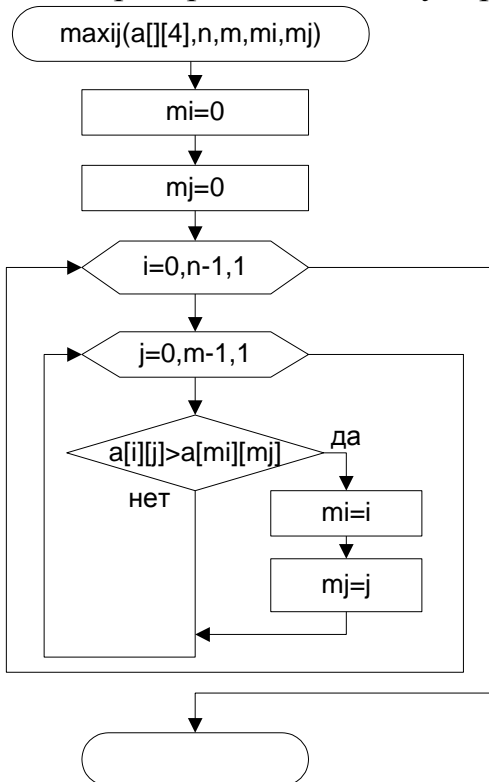 maxij(a[][4],n,m,mi,mj)
mi=0
mj=0
i=0,n-1,1
j=0,m-1,1
a[i][j]>a[mi][mj]
да
нет
mi=i
mj=j